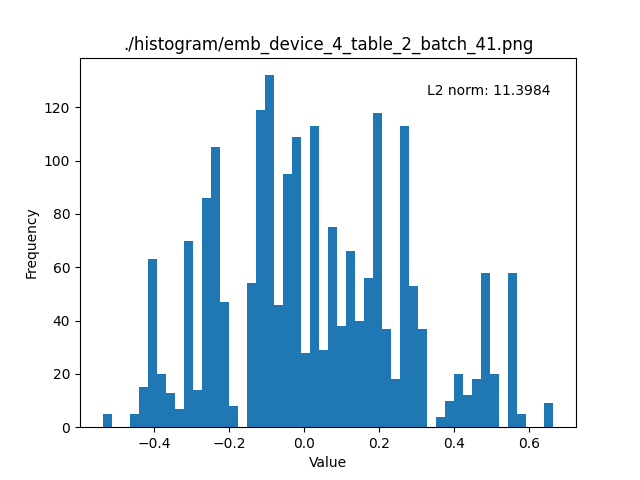 ./histogram/emb_device_4_table_2_batch_41.png
L2 norm: 11.3984
120
100
80
60
40
20
0
Frequency
−0.4 −0.2 0.0 0.2 0.4 0.6
Value